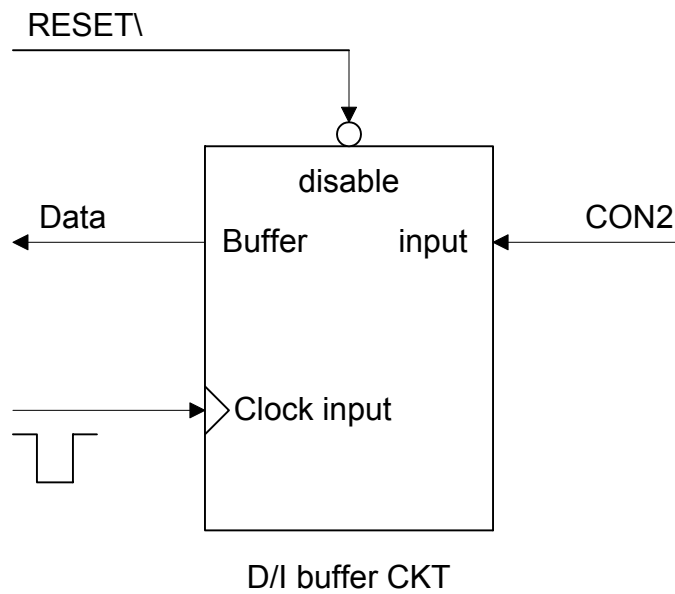 RESET\
disable
Data
Buffer
input
CON2
Clock input
D/I buffer CKT